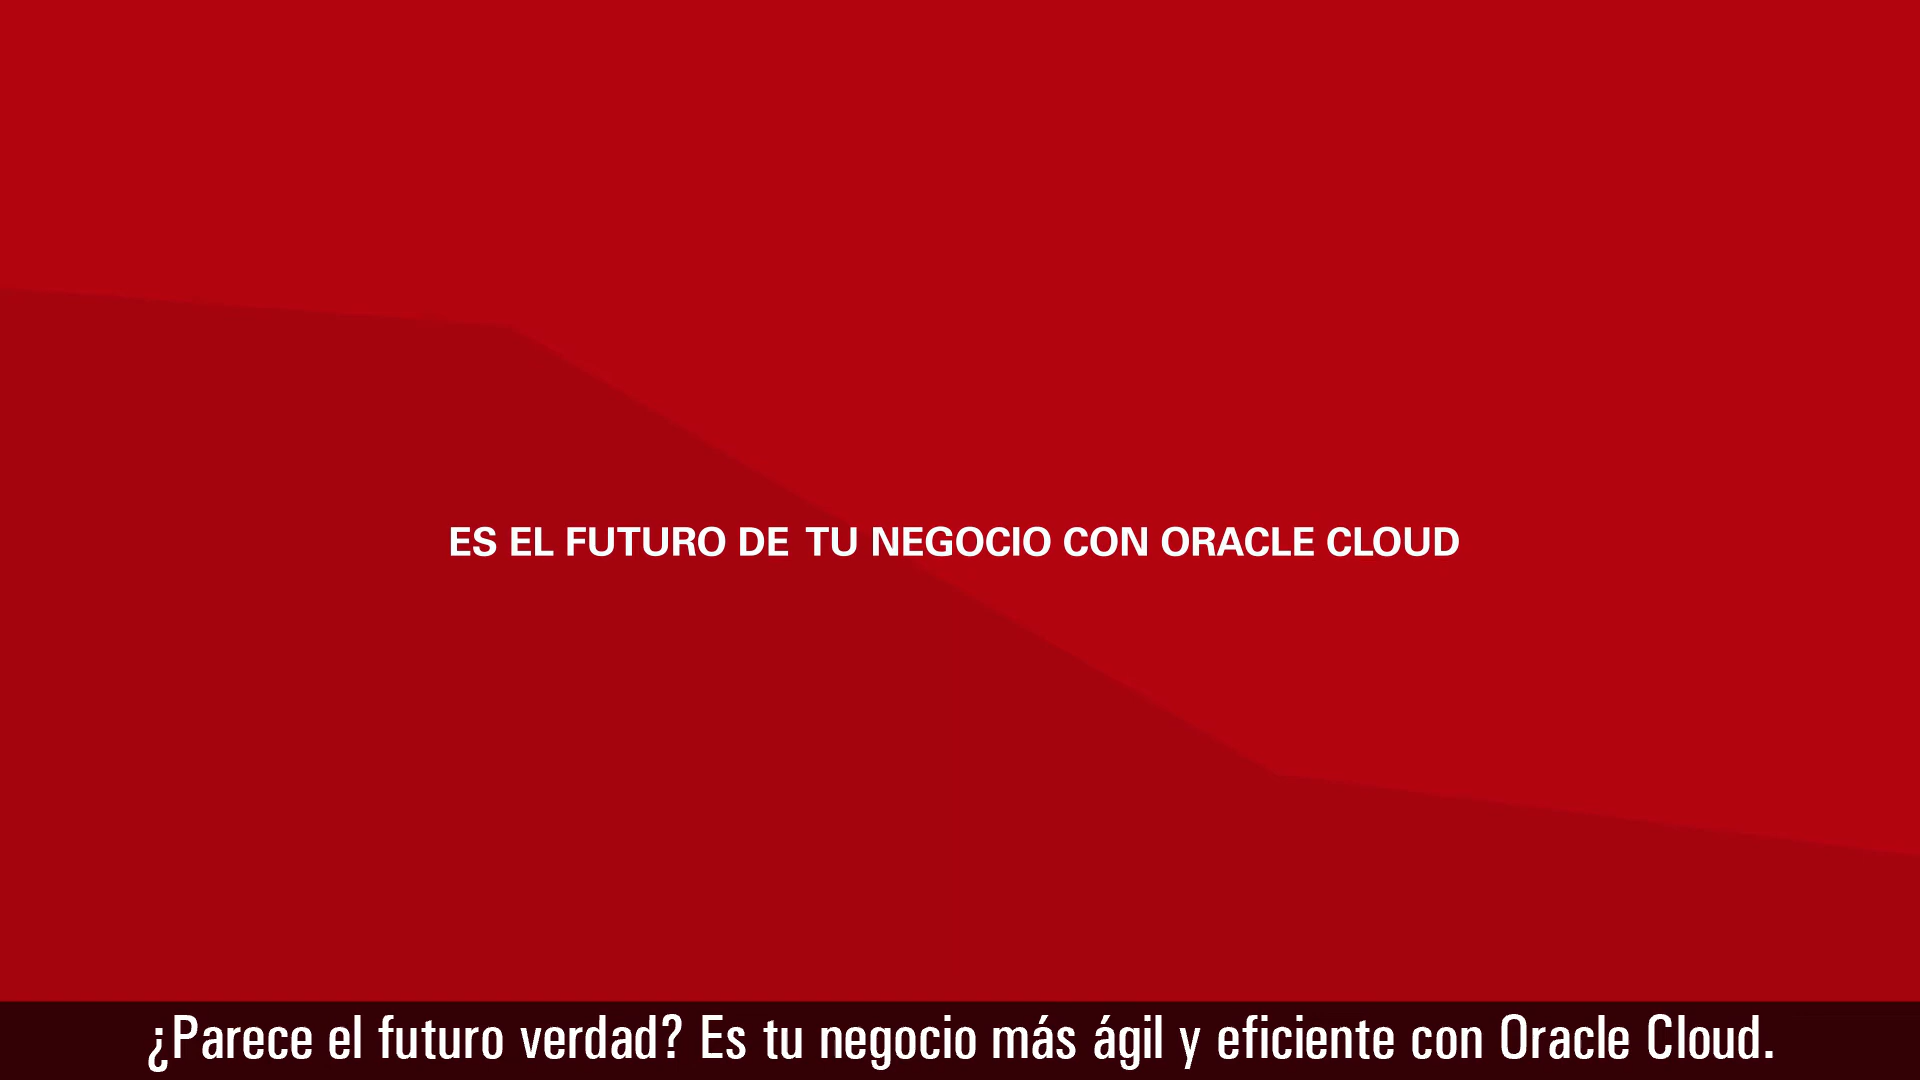 ES EL FUTURO DE TU NEGOCIO CON ORACLE CLOUD
¿Parece el futuro verdad? Es tu negocio más ágil y eficiente con Oracle Cloud.